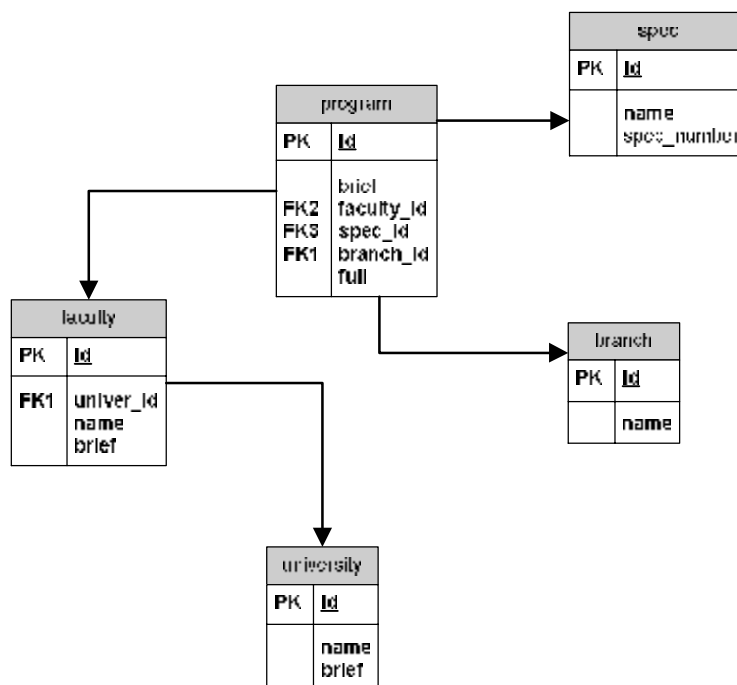 spec
PK id
name
spec_number
program
PK id
brief
FK2 faculty_id
FK3 spec_id
FK1 branch_id
full
faculty
PK id
FK1 univer_id
name
brief
branch
PK id
name
university
PK id
name
brief